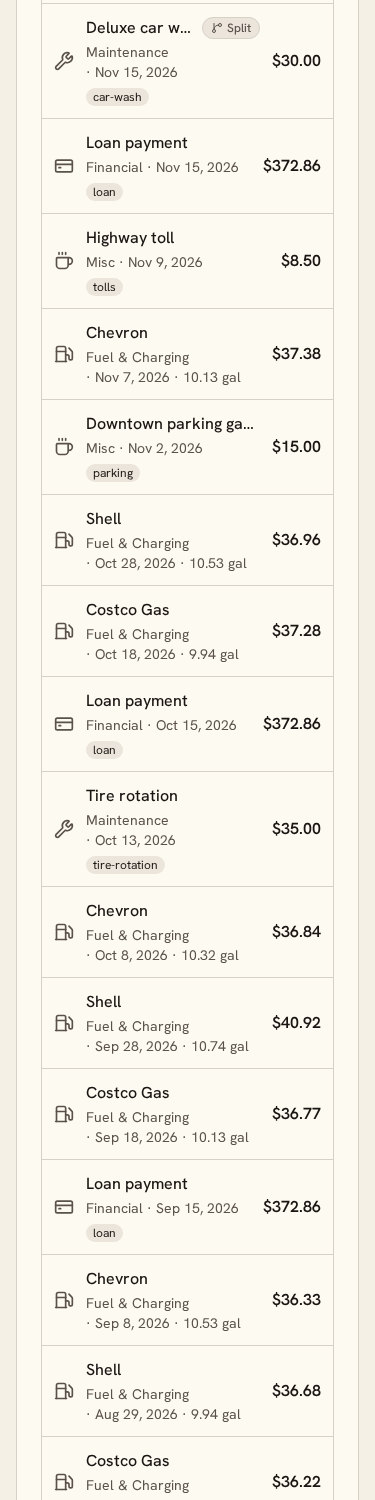 Deluxe car w... Split
Maintenance
· Nov 15, 2026
$30.00
car-wash
Loan payment
Financial · Nov 15, 2026
$372.86
loan
Highway toll
Misc · Nov 9, 2026
$8.50
tolls
Chevron
Fuel & Charging
$37.38
· Nov 7, 2026 · 10.13 gal
Downtown parking ga...
Misc · Nov 2, 2026
$15.00
parking
Shell
Fuel & Charging
$36.96
· Oct 28, 2026 · 10.53 gal
Costco Gas
Fuel & Charging
$37.28
· Oct 18, 2026 · 9.94 gal
Loan payment
Financial · Oct 15, 2026
$372.86
loan
Tire rotation
Maintenance
$35.00
· Oct 13, 2026
tire-rotation
Chevron
Fuel & Charging
$36.84
· Oct 8, 2026 · 10.32 gal
Shell
Fuel & Charging
$40.92
· Sep 28, 2026 · 10.74 gal
Costco Gas
Fuel & Charging
$36.77
· Sep 18, 2026 · 10.13 gal
Loan payment
Financial · Sep 15, 2026
$372.86
loan
Chevron
Fuel & Charging
$36.33
· Sep 8, 2026 · 10.53 gal
Shell
Fuel & Charging
$36.68
· Aug 29, 2026 · 9.94 gal
Costco Gas
Fuel & Charging
$36.22